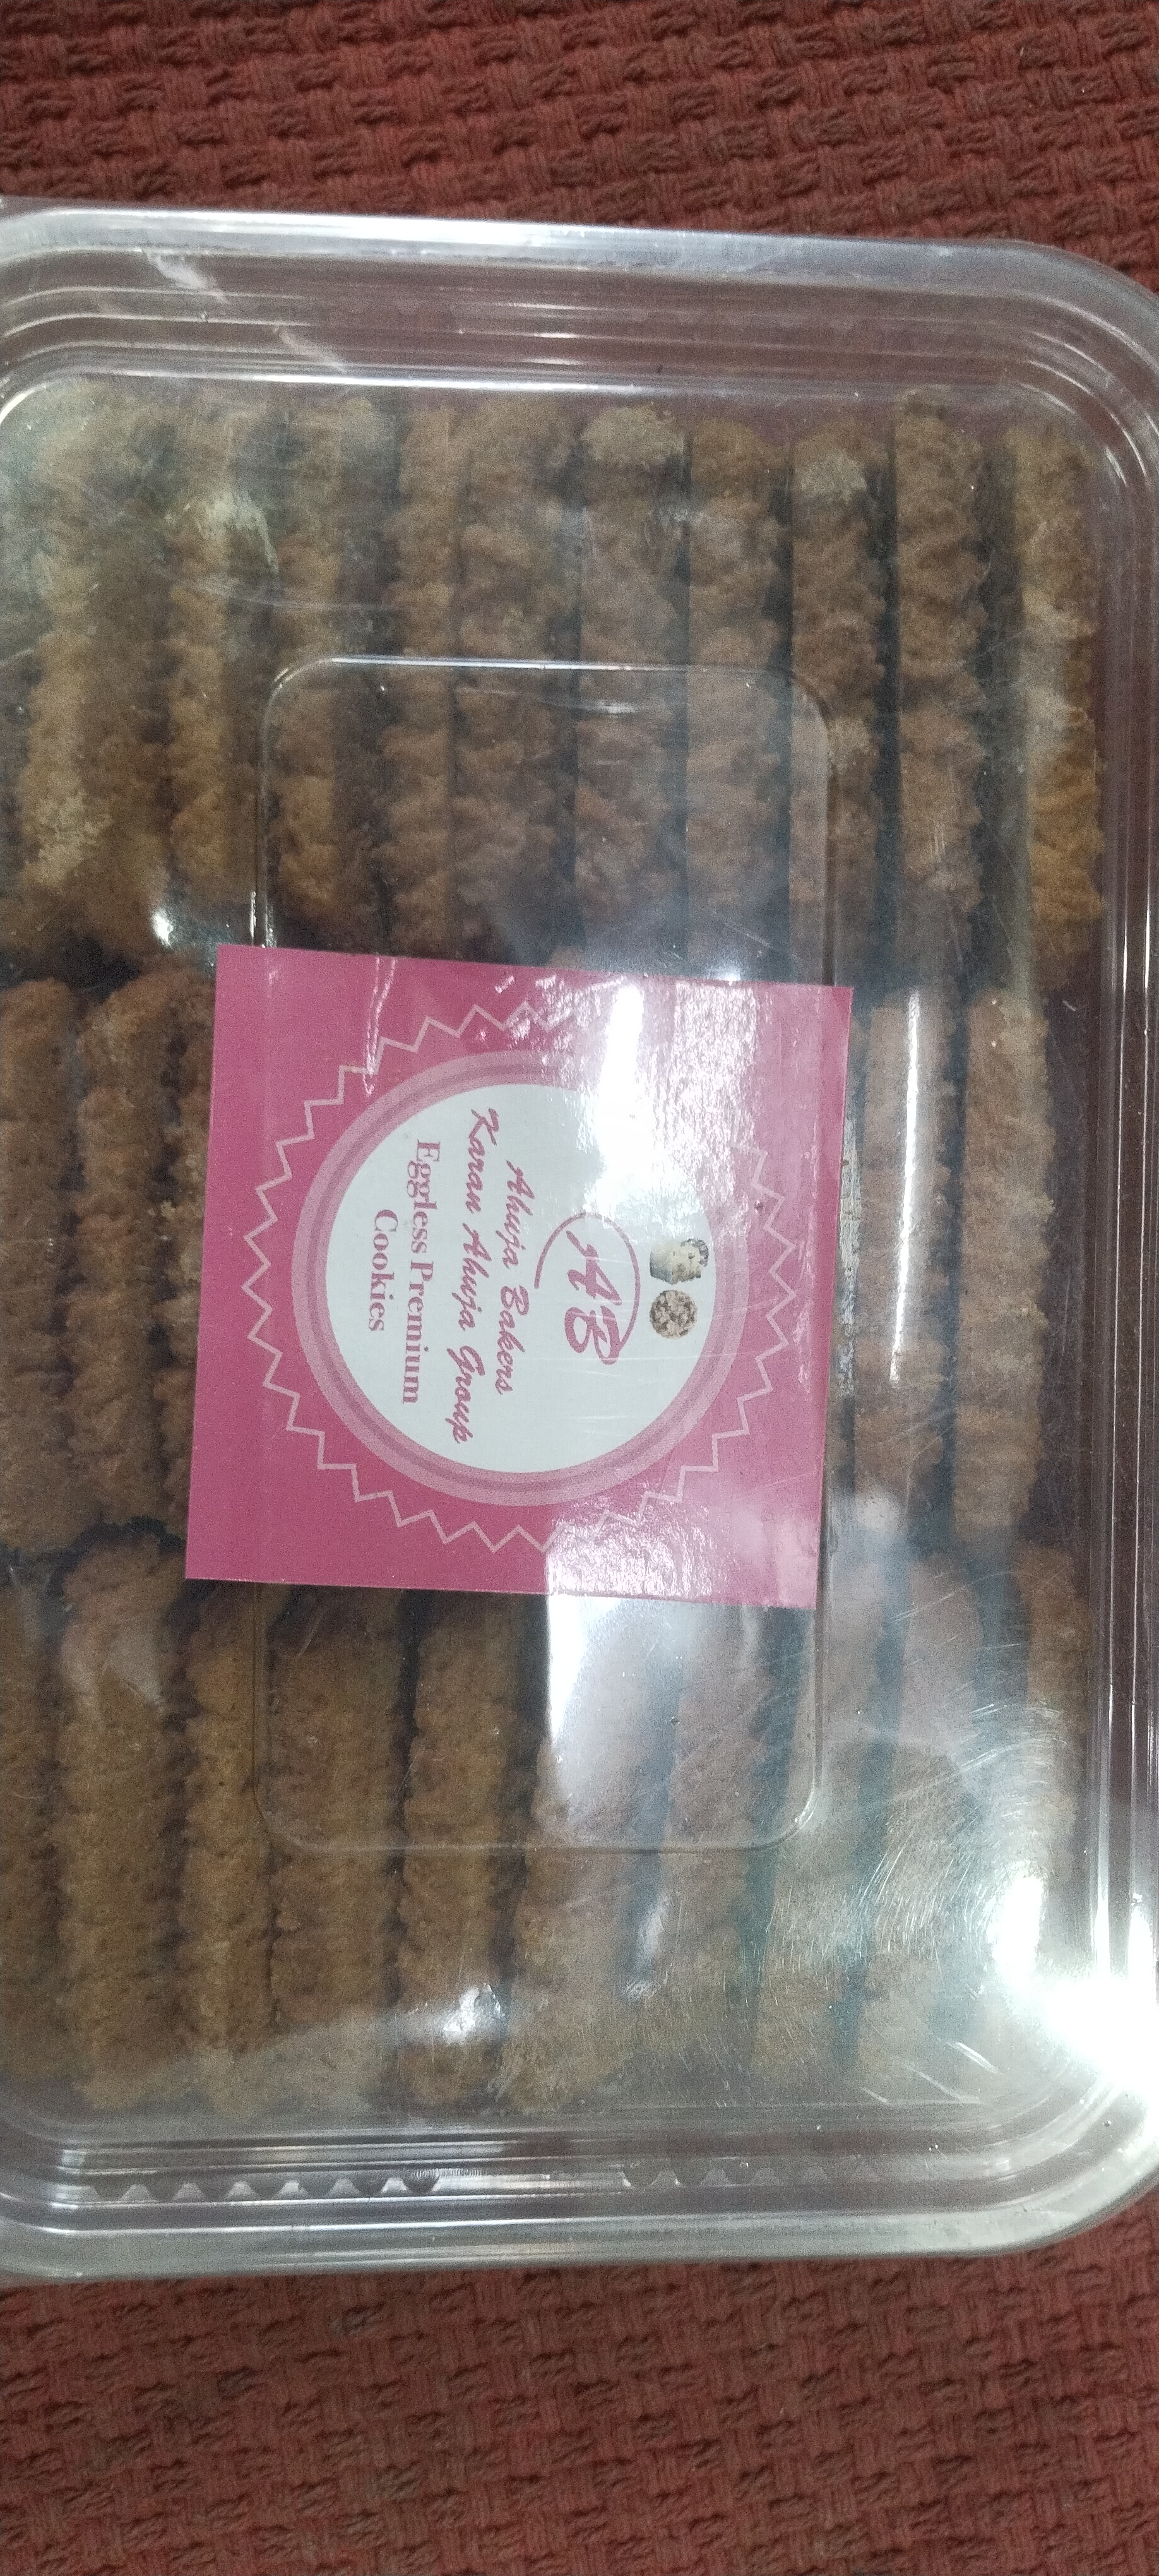 AB
Ahuja Bakers
Karan Ahuja Group
Eggless Premium
Cookies